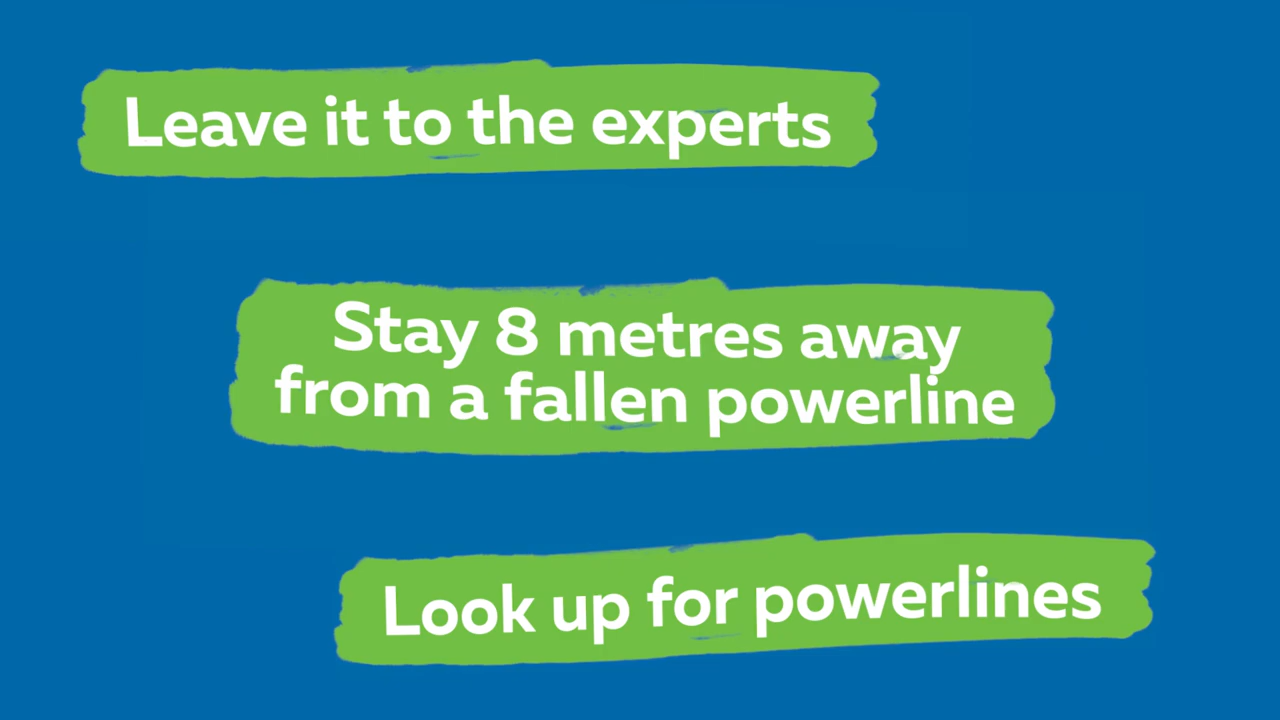 Leave it to the experts
Stay 8 metres away
from a fallen powerline
Look up for powerlines